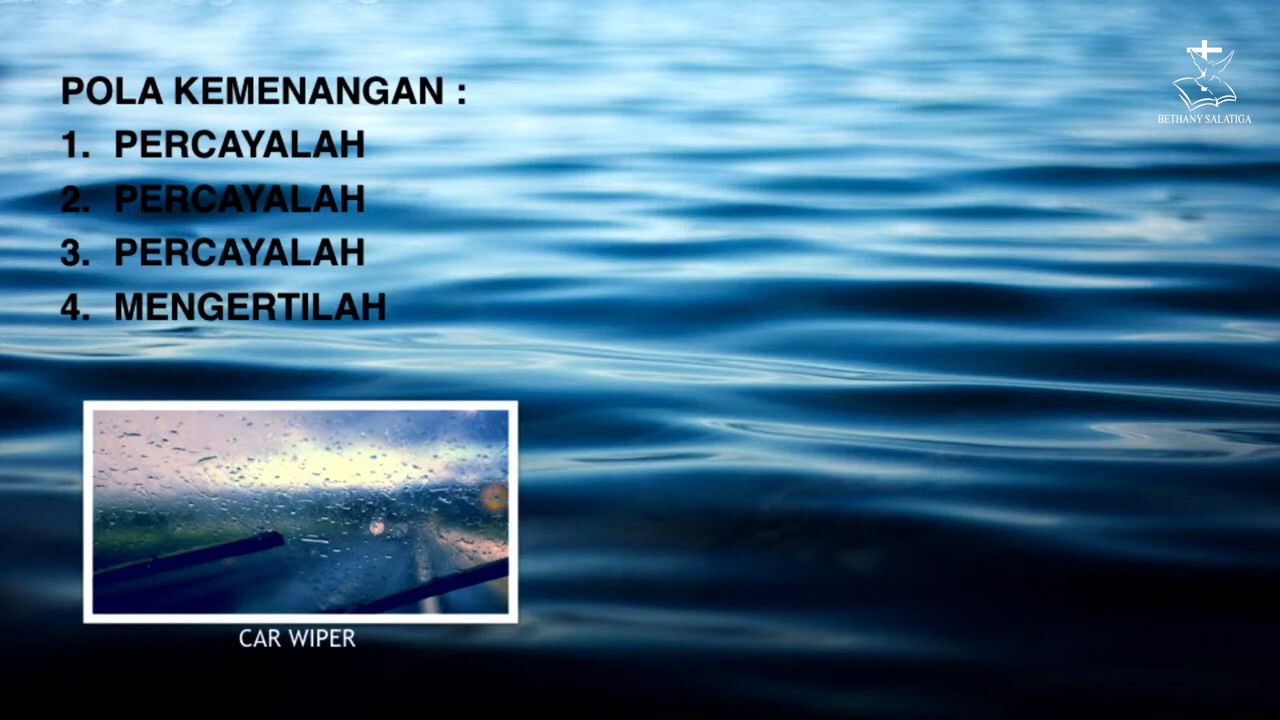 POLA KEMENANGAN :
1. PERCAYALAH
2. PERCAYALAH
3. PERCAYALAH
4. MENGERTILAH
BETHANY SALATIGA
CAR WIPER